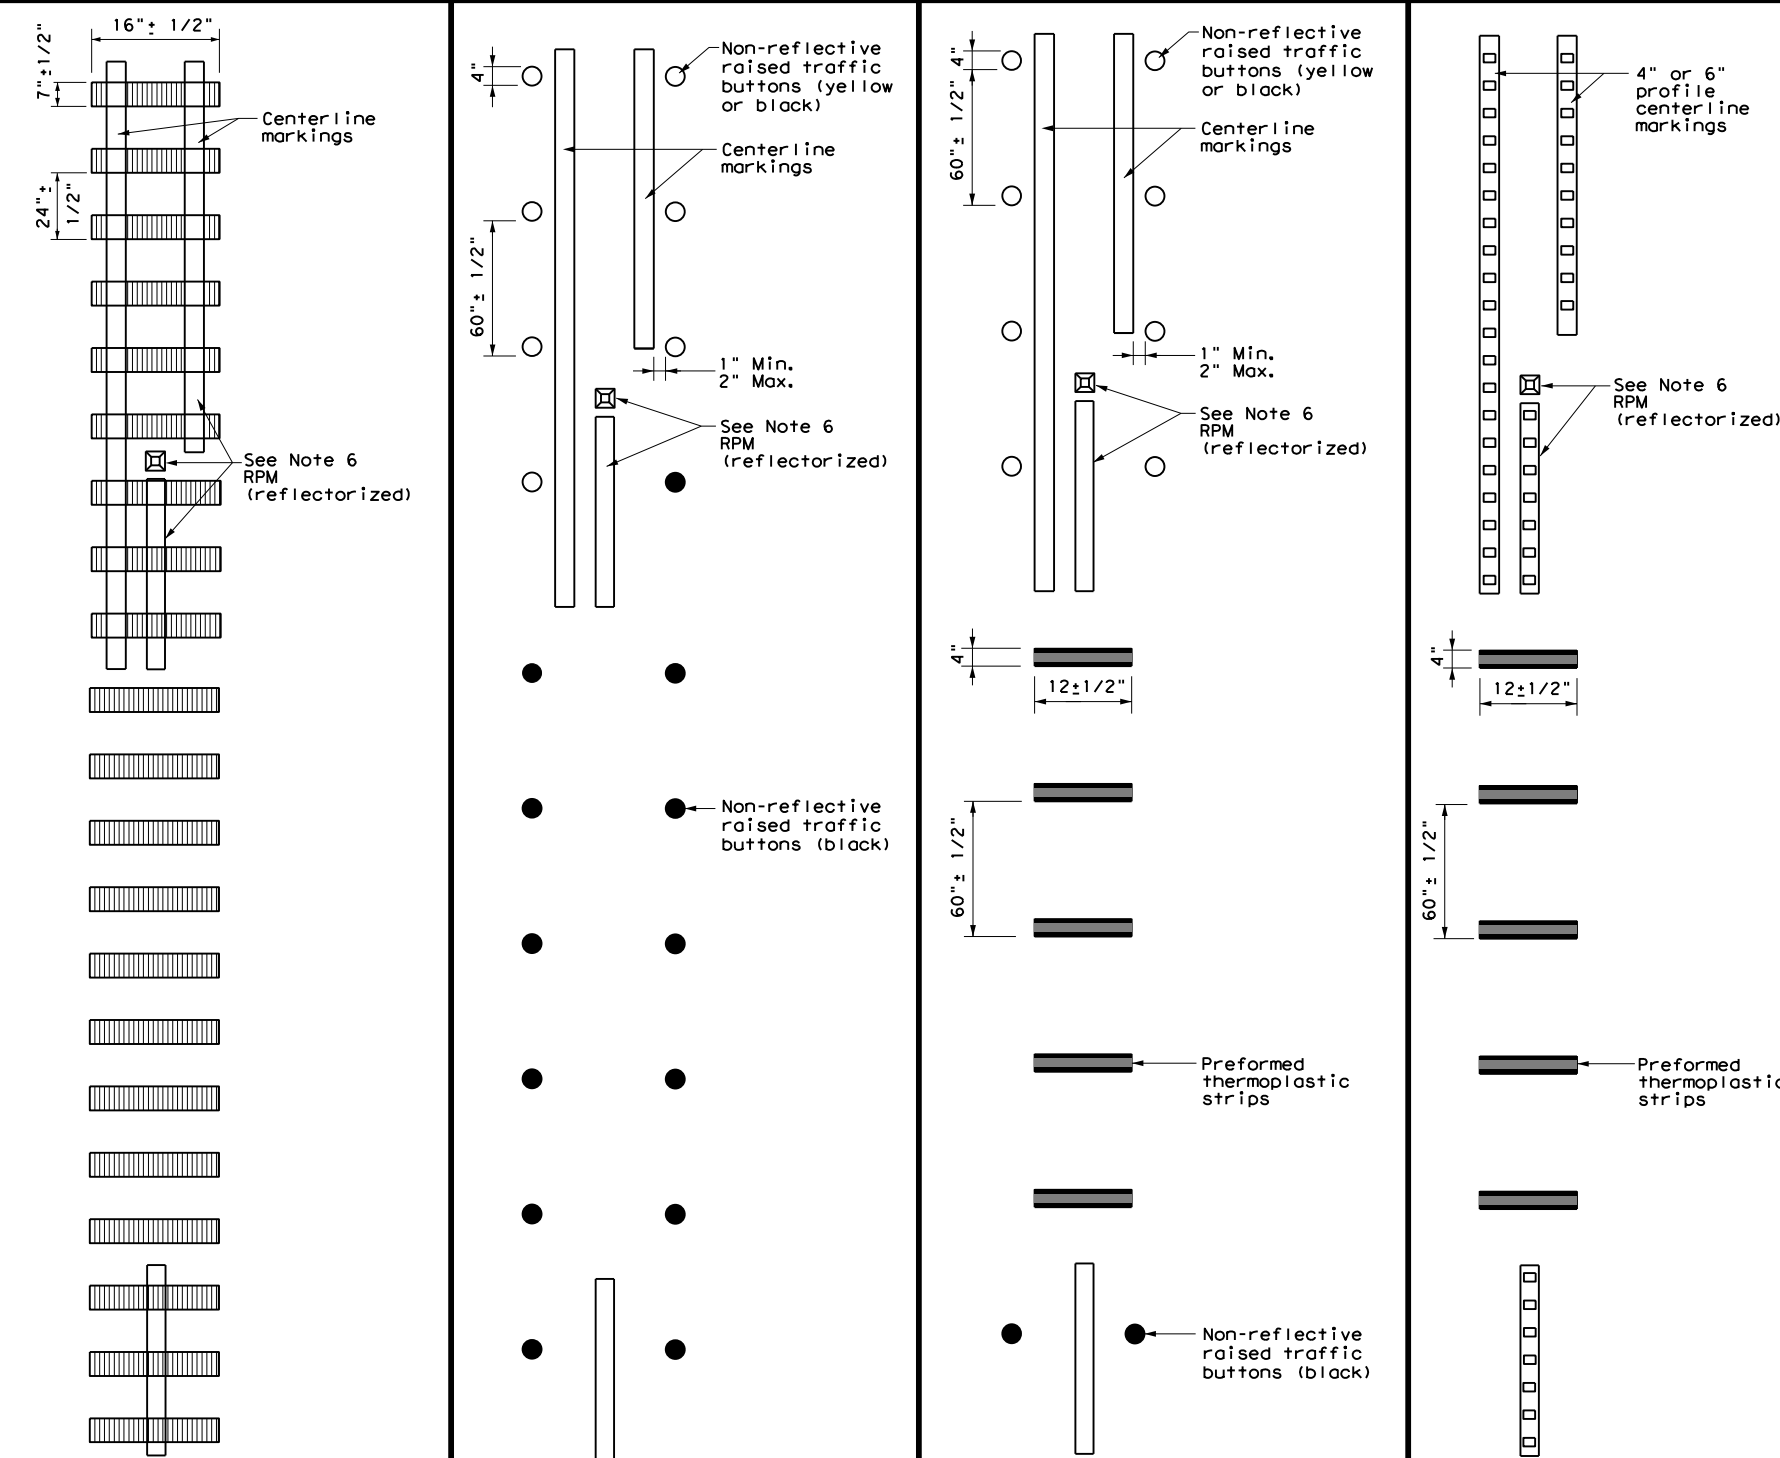 16"± 1/2"
7"±1/2"
Centerline
markings
24"±
1/2"
See Note 6
RPM
(reflectorized)
4"
Non-reflective
raised traffic
buttons (yellow
or black)
Centerline
markings
60"± 1/2"
1" Min.
2" Max.
See Note 6
RPM
(reflectorized)
Non-reflective
raised traffic
buttons (black)
4"
60"± 1/2"
Non-reflective
raised traffic
buttons (yellow
or black)
Centerline
markings
1" Min.
2" Max.
See Note 6
RPM
(reflectorized)
4"
12±1/2"
60"± 1/2"
Preformed
thermoplastic
strips
Non-reflective
raised traffic
buttons (black)
4" or 6"
profile
centerline
markings
See Note 6
RPM
(reflectorized)
4"
12±1/2"
60"± 1/2"
Preformed
thermoplastic
strips